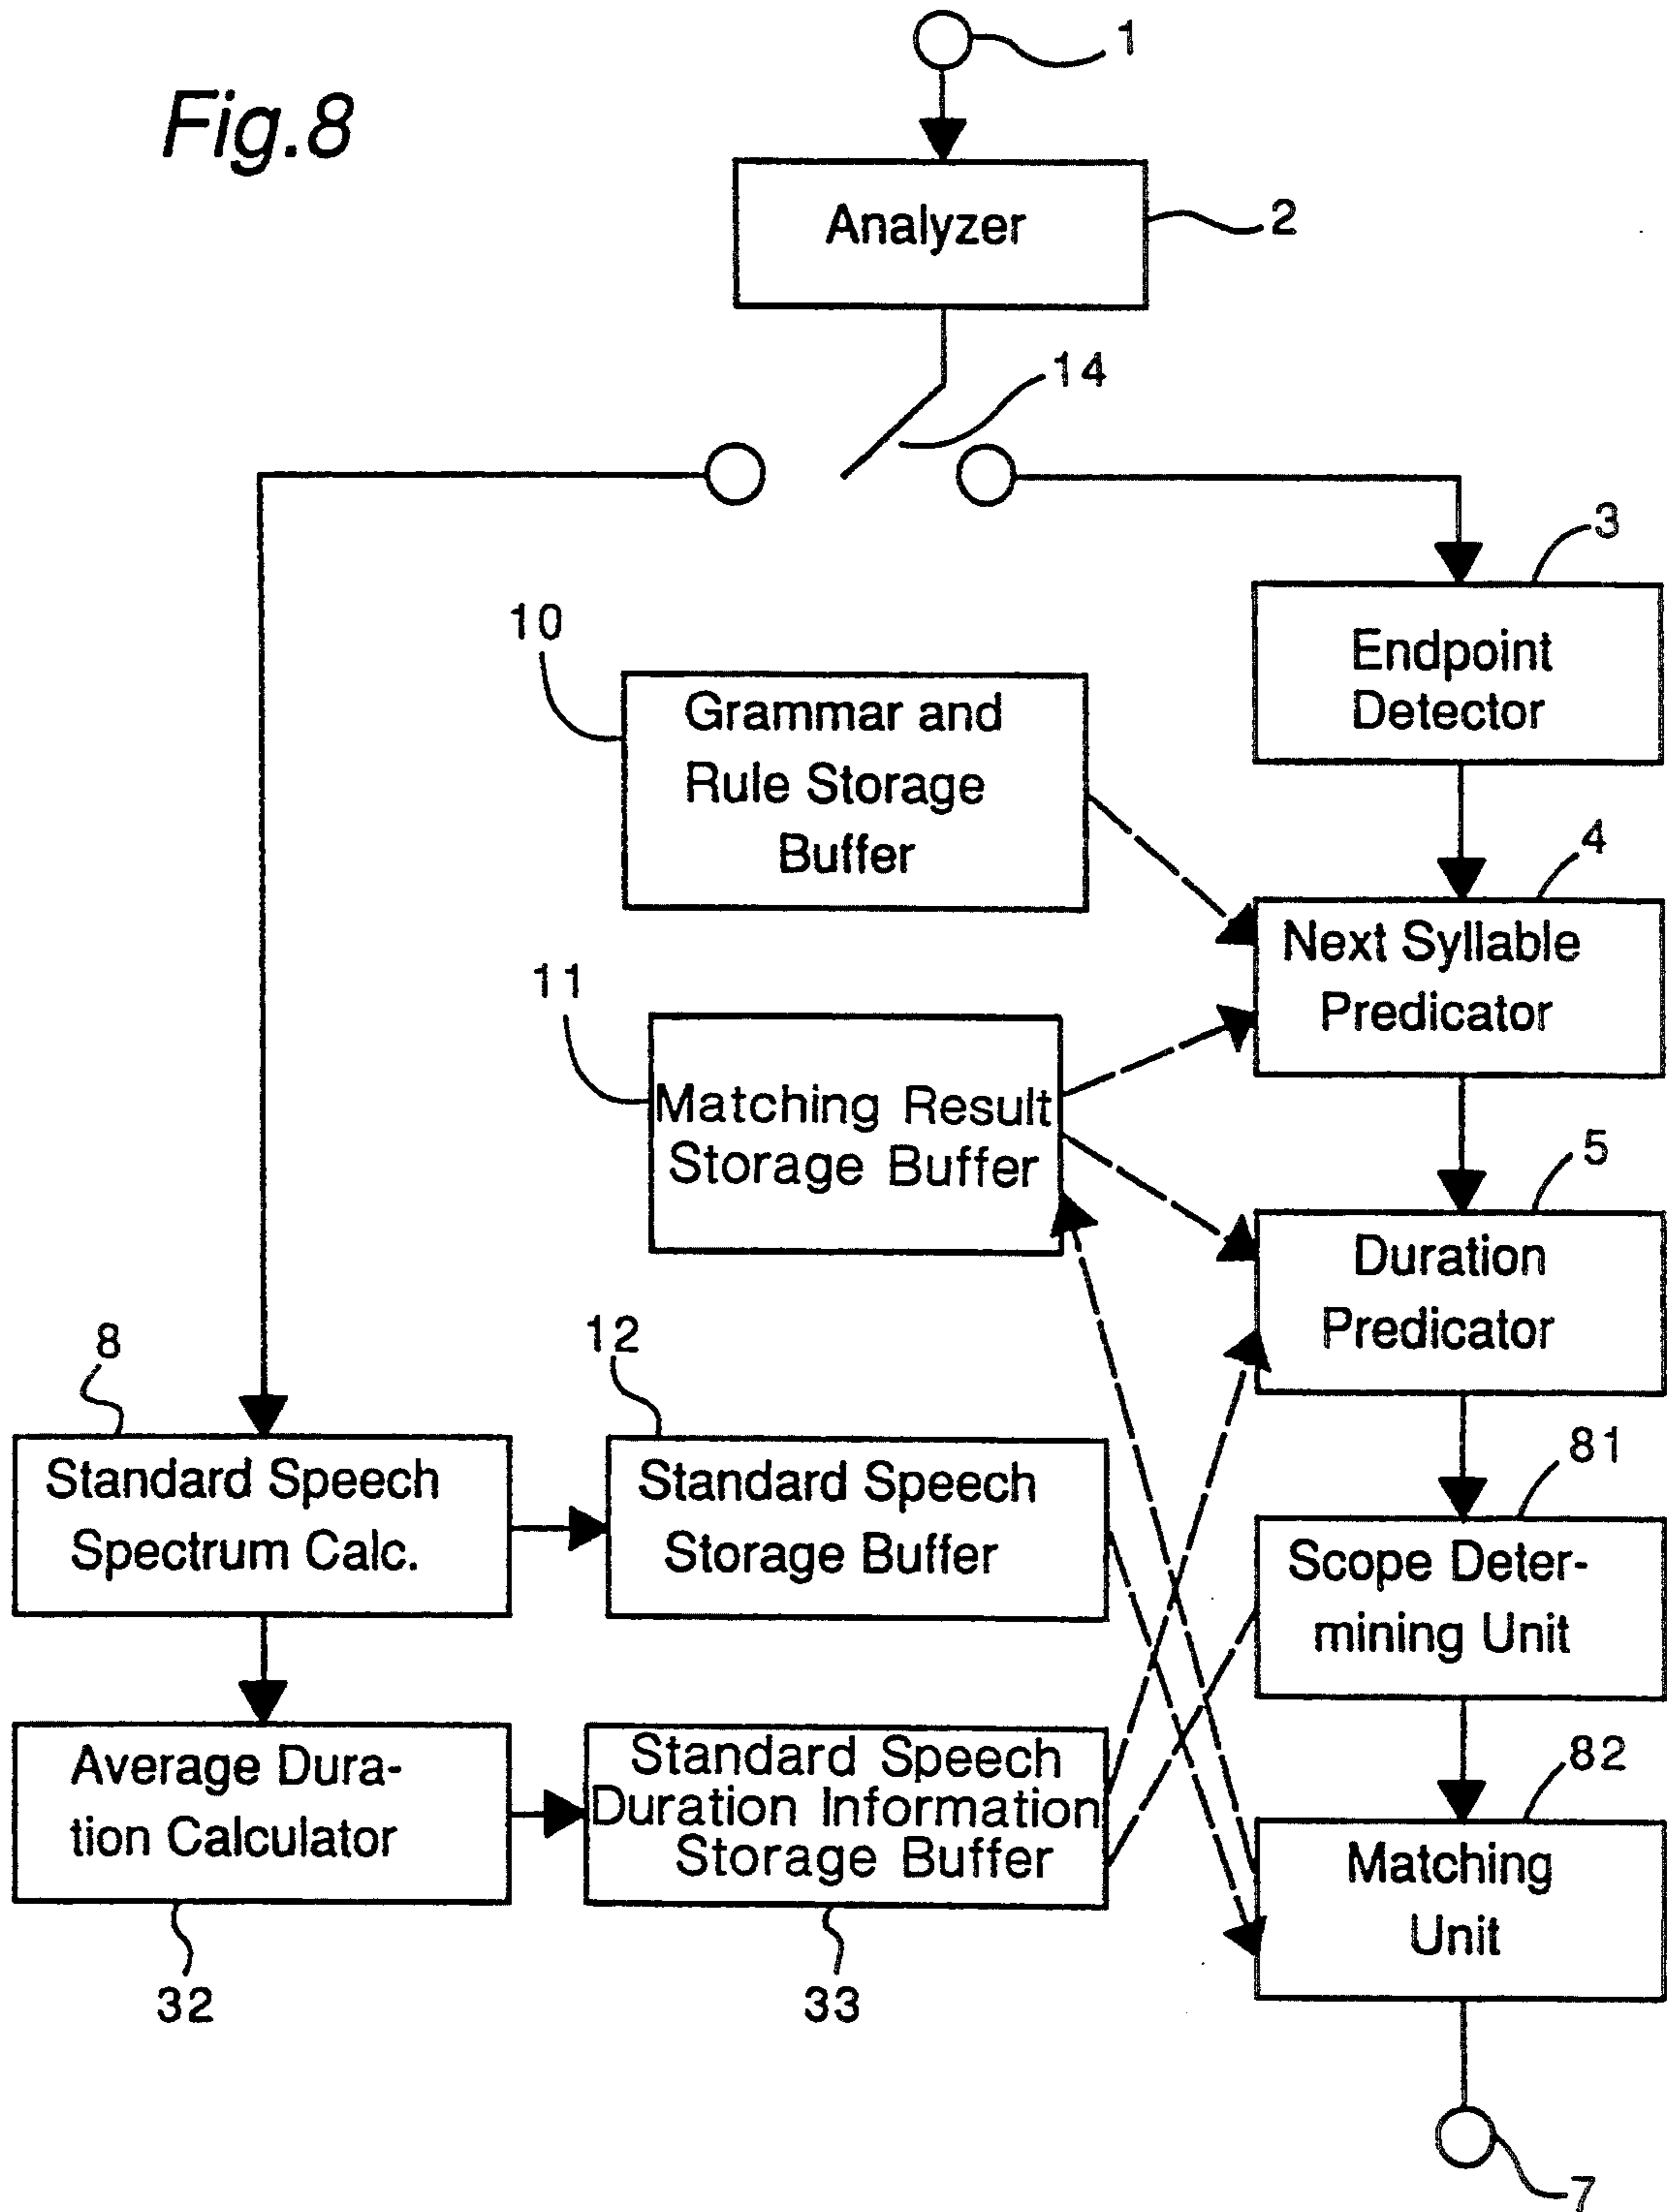 Fig.8
1
Analyzer
2
14
3
Endpoint
Detector
10
Grammar and
Rule Storage
Buffer
4
Next Syllable
Predicator
11
Matching Result
Storage Buffer
5
Duration
Predicator
8
Standard Speech
Spectrum Calc.
12
Standard Speech
Storage Buffer
81
Scope Deter-
mining Unit
Average Dura-
tion Calculator
32
Standard Speech
Duration Information
Storage Buffer
33
82
Matching
Unit
7